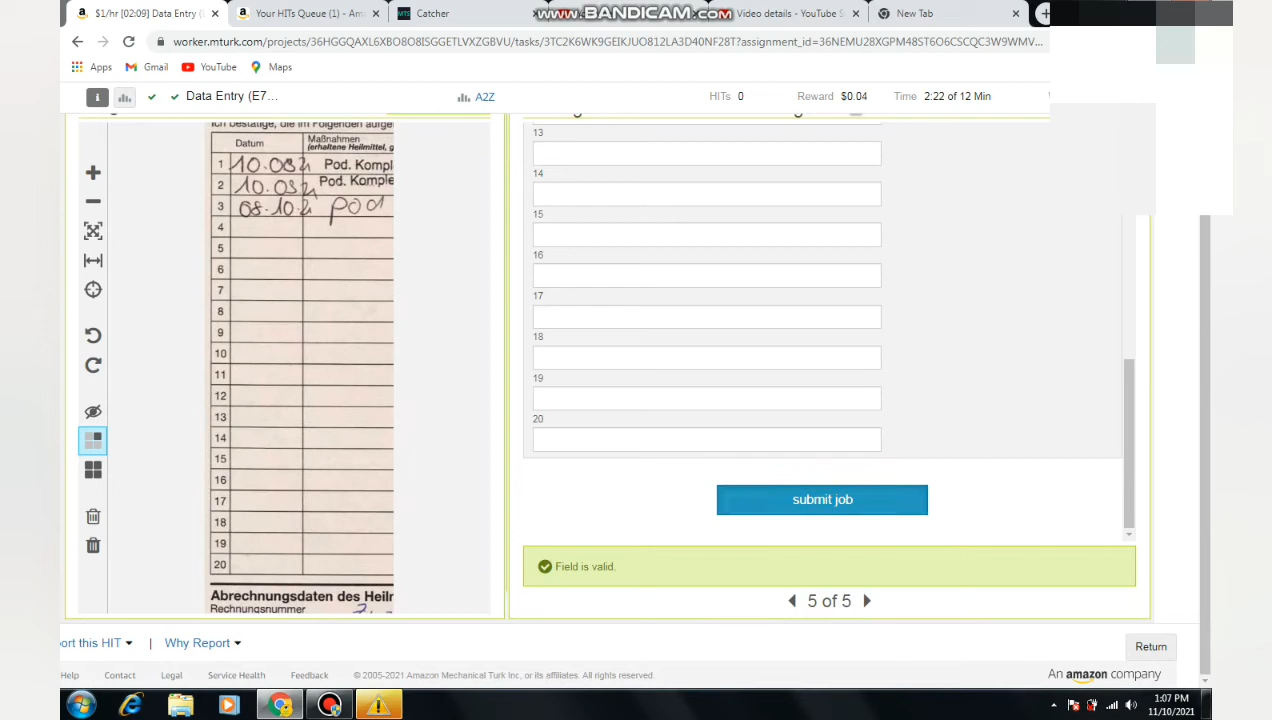 $1/hr [02:09] Data Entry (E7
Your HITs Queue (1) - Am
Catcher
www.BANDICAM.com
Video details - YouTube S
New Tab
worker.mturk.com/projects/36HGGQAXL6XBO8O8ISGGETLVXZGBVU/tasks/3TC2K6WK9GEIKJUO812LA3D40NF28T?assignment_id=36NEMU28XGPM48ST6O6CSCQC3W9WMV...
Apps
Gmail
YouTube
Maps
Data Entry (E7...
A2Z
HITs 0
Reward $0.04
Time 2:22 of 12 Min
Ich bestätige, die im Folgenden aufge
Datum
Maßnahmen
(erhaltene Heilmittel, g
1 10.082 Pod. Kompl
2 10.092 Pod. Komple
3 08.10.2 pod
4
5
6
7
8
9
10
11
12
13
14
15
16
17
18
19
20
Abrechnungsdaten des Heilr
Rechnungsnummer
13
14
15
16
17
18
19
20
submit job
Field is valid.
5 of 5
ort this HIT
|
Why Report
Return
Help
Contact
Legal
Service Health
Feedback
© 2005-2021 Amazon Mechanical Turk Inc, or its affiliates. All rights reserved.
An amazon company
1:07 PM
11/10/2021